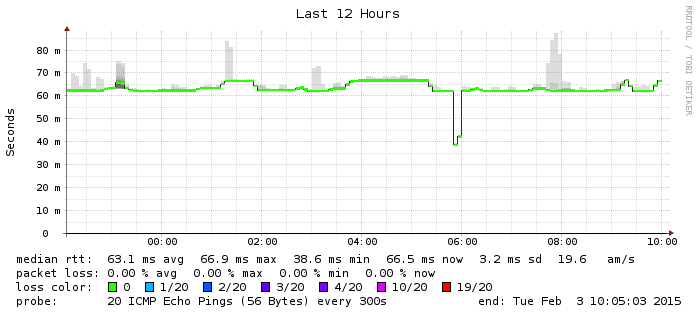 Last 12 Hours
RRDTOOL / TOBI OETIKER
Seconds
80 m
70 m
60 m
50 m
40 m
30 m
20 m
10 m
0
00:00 02:00 04:00 06:00 08:00 10:00
median rtt: 63.1 ms avg 66.9 ms max 38.6 ms min 66.5 ms now 3.2 ms sd 19.6 am/s
packet loss: 0.00 % avg 0.00 % max 0.00 % min 0.00 % now
loss color: 0 1/20 2/20 3/20 4/20 10/20 19/20
probe: 20 ICMP Echo Pings (56 Bytes) every 300s end: Tue Feb 3 10:05:03 2015